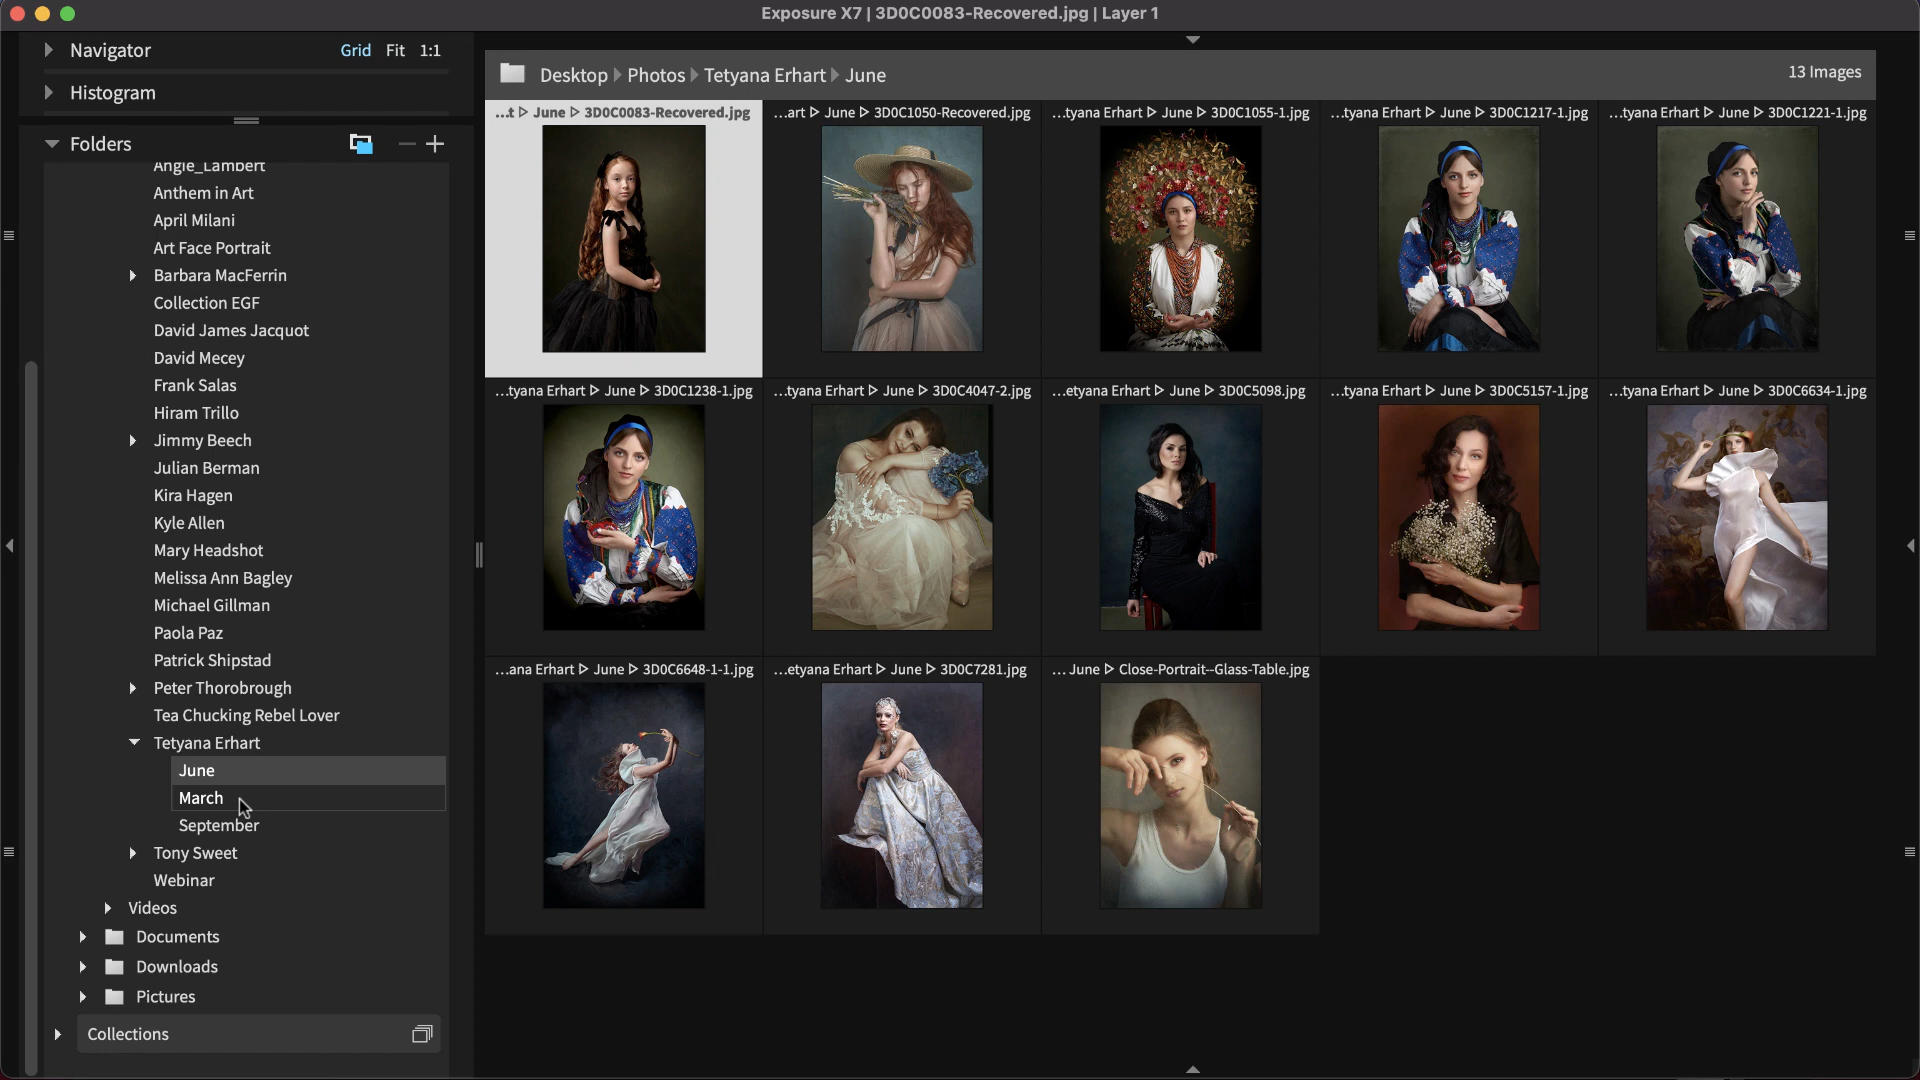 Exposure X7 | 3D0C0083-Recovered.jpg | Layer 1
Navigator
Grid Fit 1:1
Histogram
Folders
Angie_Lambert
Anthem in Art
April Milani
Art Face Portrait
Barbara MacFerrin
Collection EGF
David James Jacquot
David Mecey
Frank Salas
Hiram Trillo
Jimmy Beech
Julian Berman
Kira Hagen
Kyle Allen
Mary Headshot
Melissa Ann Bagley
Michael Gillman
Paola Paz
Patrick Shipstad
Peter Thorobrough
Tea Chucking Rebel Lover
Tetyana Erhart
June
March
September
Tony Sweet
Webinar
Videos
Documents
Downloads
Pictures
Collections
Desktop Photos Tetyana Erhart June
13 Images
...t ▷ June ▷ 3D0C0083-Recovered.jpg
...art ▷ June ▷ 3D0C1050-Recovered.jpg
...tyana Erhart ▷ June ▷ 3D0C1055-1.jpg
...tyana Erhart ▷ June ▷ 3D0C1217-1.jpg
...tyana Erhart ▷ June ▷ 3D0C1221-1.jpg
...tyana Erhart ▷ June ▷ 3D0C1238-1.jpg
...tyana Erhart ▷ June ▷ 3D0C4047-2.jpg
...etyana Erhart ▷ June ▷ 3D0C5098.jpg
...tyana Erhart ▷ June ▷ 3D0C5157-1.jpg
...tyana Erhart ▷ June ▷ 3D0C6634-1.jpg
...ana Erhart ▷ June ▷ 3D0C6648-1-1.jpg
...etyana Erhart ▷ June ▷ 3D0C7281.jpg
... June ▷ Close-Portrait--Glass-Table.jpg